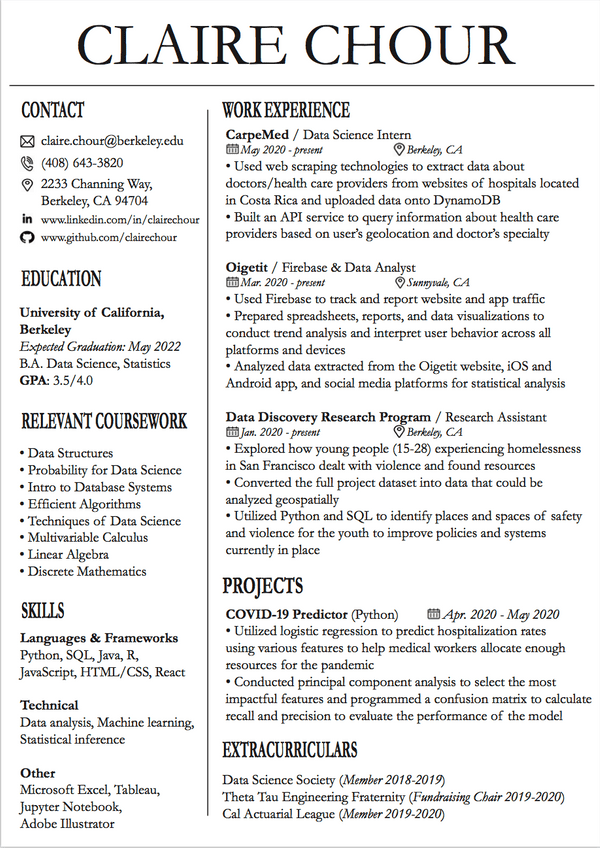 CLAIRE CHOUR
CONTACT
claire.chour@berkeley.edu
(408) 643-3820
2233 Channing Way,
Berkeley, CA 94704
www.linkedin.com/in/clairechour
www.github.com/clairechour
EDUCATION
University of California,
Berkeley
Expected Graduation: May 2022
B.A. Data Science, Statistics
GPA: 3.5/4.0
RELEVANT COURSEWORK
• Data Structures
• Probability for Data Science
• Intro to Database Systems
• Efficient Algorithms
• Techniques of Data Science
• Multivariable Calculus
• Linear Algebra
• Discrete Mathematics
SKILLS
Languages & Frameworks
Python, SQL, Java, R,
JavaScript, HTML/CSS, React
Technical
Data analysis, Machine learning,
Statistical inference
Other
Microsoft Excel, Tableau,
Jupyter Notebook,
Adobe Illustrator
WORK EXPERIENCE
CarpeMed / Data Science Intern
May 2020 - present Berkeley, CA
• Used web scraping technologies to extract data about
doctors/health care providers from websites of hospitals located
in Costa Rica and uploaded data onto DynamoDB
• Built an API service to query information about health care
providers based on user's geolocation and doctor's specialty
Oigetit / Firebase & Data Analyst
Mar. 2020 - present Sunnyvale, CA
• Used Firebase to track and report website and app traffic
• Prepared spreadsheets, reports, and data visualizations to
conduct trend analysis and interpret user behavior across all
platforms and devices
• Analyzed data extracted from the Oigetit website, iOS and
Android app, and social media platforms for statistical analysis
Data Discovery Research Program / Research Assistant
Jan. 2020 - present Berkeley, CA
• Explored how young people (15-28) experiencing homelessness
in San Francisco dealt with violence and found resources
• Converted the full project dataset into data that could be
analyzed geospatially
• Utilized Python and SQL to identify places and spaces of safety
and violence for the youth to improve policies and systems
currently in place
PROJECTS
COVID-19 Predictor (Python) Apr. 2020 - May 2020
• Utilized logistic regression to predict hospitalization rates
using various features to help medical workers allocate enough
resources for the pandemic
• Conducted principal component analysis to select the most
impactful features and programmed a confusion matrix to calculate
recall and precision to evaluate the performance of the model
EXTRACURRICULARS
Data Science Society (Member 2018-2019)
Theta Tau Engineering Fraternity (Fundraising Chair 2019-2020)
Cal Actuarial League (Member 2019-2020)